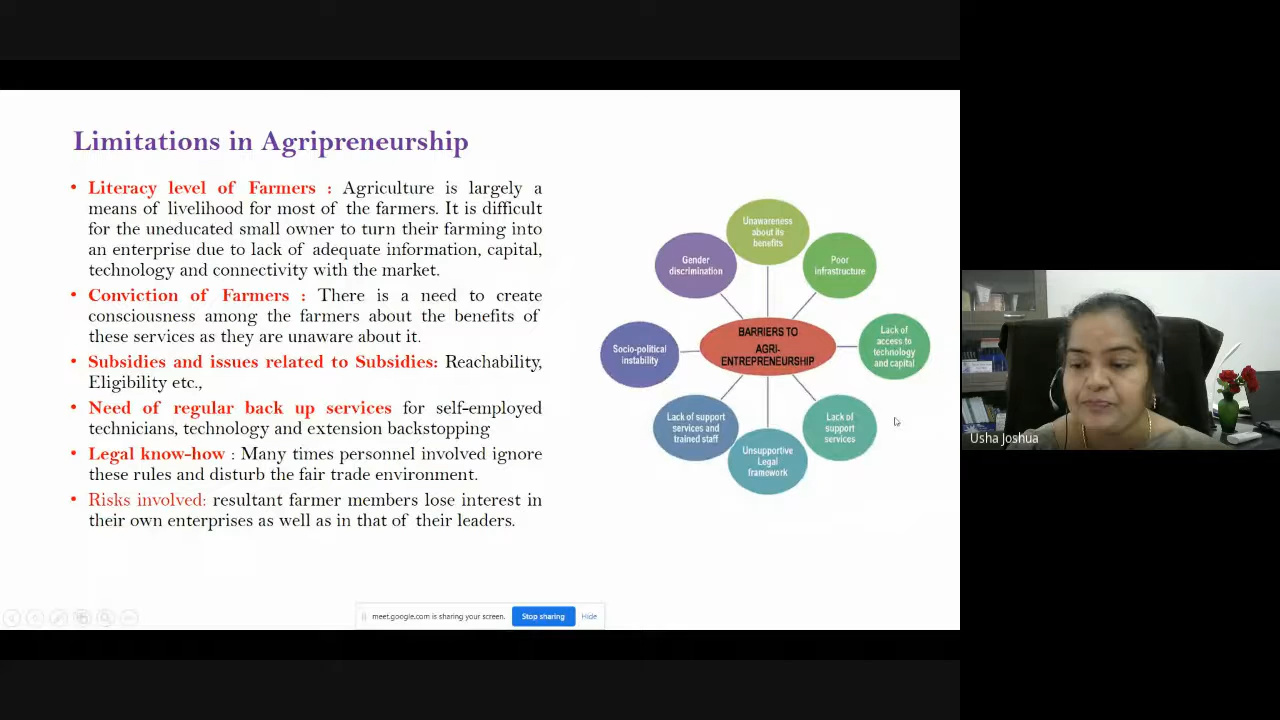 Limitations in Agripreneurship
• Literacy level of Farmers : Agriculture is largely a
means of livelihood for most of the farmers. It is difficult
for the uneducated small owner to turn their farming into
an enterprise due to lack of adequate information, capital,
technology and connectivity with the market.
• Conviction of Farmers : There is a need to create
consciousness among the farmers about the benefits of
these services as they are unaware about it.
• Subsidies and issues related to Subsidies: Reachability,
Eligibility etc.,
• Need of regular back up services for self-employed
technicians, technology and extension backstopping
• Legal know-how : Many times personnel involved ignore
these rules and disturb the fair trade environment.
• Risks involved: resultant farmer members lose interest in
their own enterprises as well as in that of their leaders.
Unawareness
about its
benefits
Gender
discrimination
Poor
infrastructure
BARRIERS TO
AGRI-
ENTREPRENEURSHIP
Lack of
access to
technology
and capital
Socio-political
instability
Lack of support
services and
trained staff
Lack of
support
services
Unsupportive
Legal
framework
meet.google.com is sharing your screen.
Stop sharing
Hide
Usha Joshua